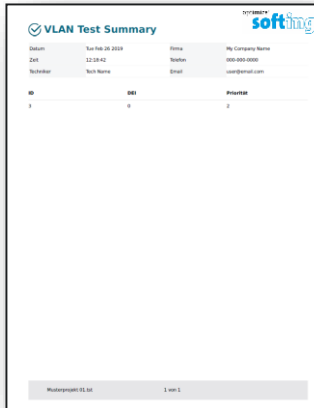 optimize!
softing
VLAN Test Summary
Datum Tue Feb 26 2019 Firma My Company Name
Zeit 12:18:42 Telefon 000-000-0000
Techniker Tech Name Email user@email.com
ID DEI Priorität
3 0 2
Musterprojekt 01.tst 1 von 1